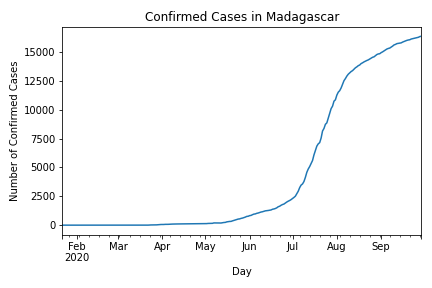 Confirmed Cases in Madagascar
Number of Confirmed Cases
15000
12500
10000
7500
5000
2500
0
Feb Mar Apr May Jun Jul Aug Sep
2020
Day